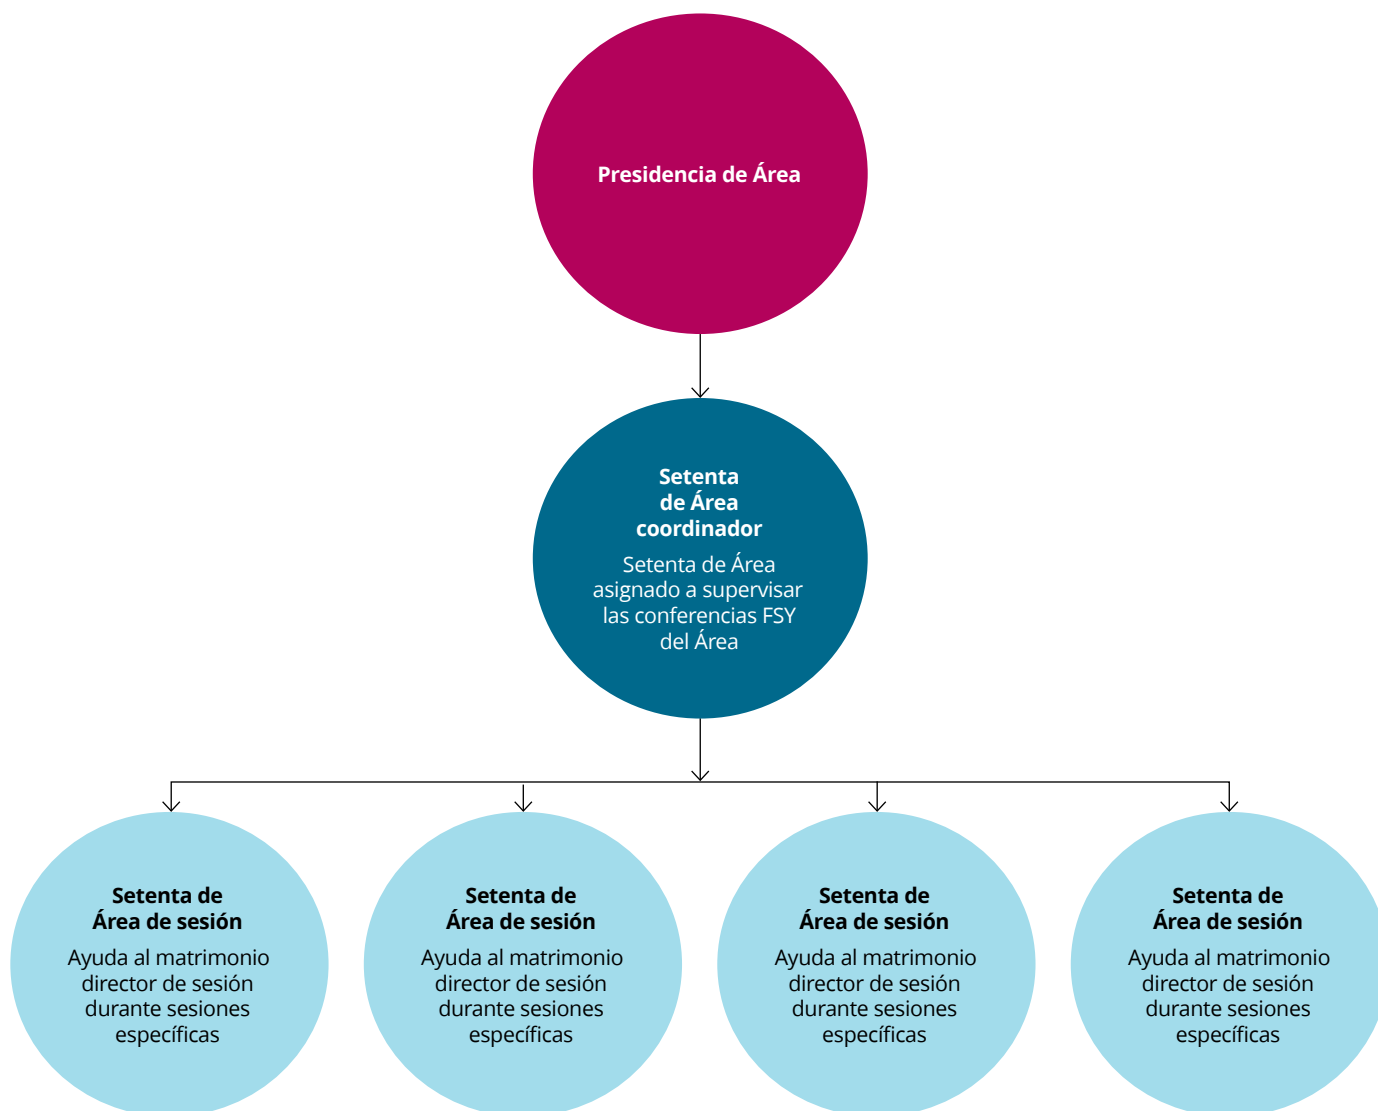 Presidencia de Área
Setenta
de Área
coordinador
Setenta de Área
asignado a supervisar
las conferencias FSY
del Área
Setenta de
Área de sesión
Ayuda al matrimonio
director de sesión
durante sesiones
específicas
Setenta de
Área de sesión
Ayuda al matrimonio
director de sesión
durante sesiones
específicas
Setenta de
Área de sesión
Ayuda al matrimonio
director de sesión
durante sesiones
específicas
Setenta de
Área de sesión
Ayuda al matrimonio
director de sesión
durante sesiones
específicas